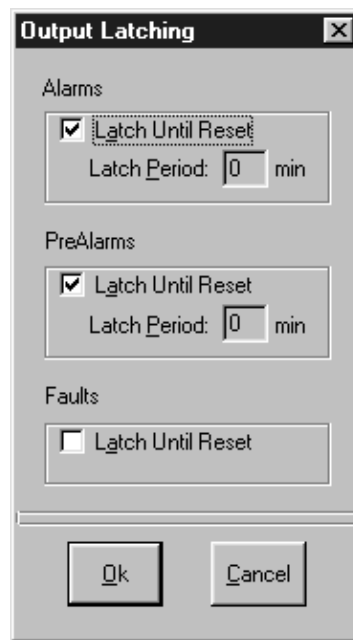 Output Latching
Alarms
Latch Until Reset
Latch Period: 0 min
PreAlarms
Latch Until Reset
Latch Period: 0 min
Faults
Latch Until Reset
Ok Cancel